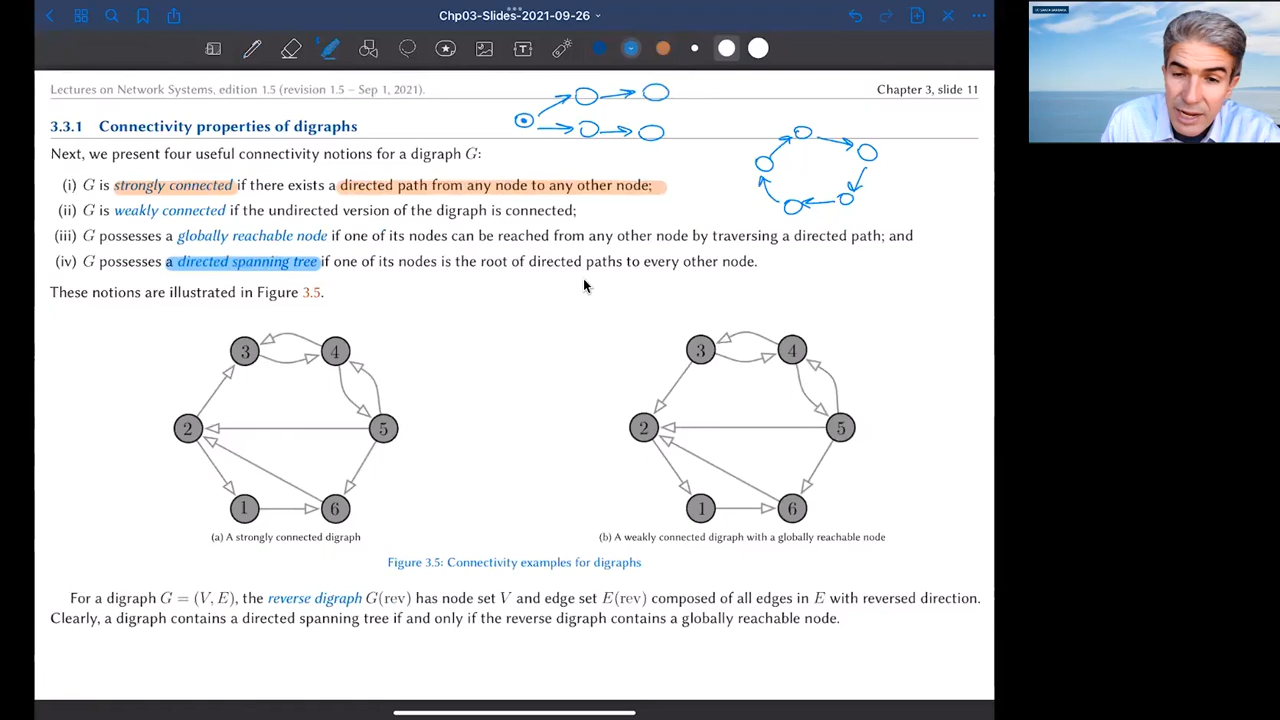 Chp03-Slides-2021-09-26
Lectures on Network Systems, edition 1.5 (revision 1.5 – Sep 1, 2021).
Chapter 3, slide 11
3.3.1 Connectivity properties of digraphs
Next, we present four useful connectivity notions for a digraph G:
(i) G is strongly connected if there exists a directed path from any node to any other node;
(ii) G is weakly connected if the undirected version of the digraph is connected;
(iii) G possesses a globally reachable node if one of its nodes can be reached from any other node by traversing a directed path; and
(iv) G possesses a directed spanning tree if one of its nodes is the root of directed paths to every other node.
These notions are illustrated in Figure 3.5.
3 4
2 5
1 6
(a) A strongly connected digraph
3 4
2 5
1 6
(b) A weakly connected digraph with a globally reachable node
Figure 3.5: Connectivity examples for digraphs
For a digraph G = (V, E), the reverse digraph G(rev) has node set V and edge set E(rev) composed of all edges in E with reversed direction.
Clearly, a digraph contains a directed spanning tree if and only if the reverse digraph contains a globally reachable node.